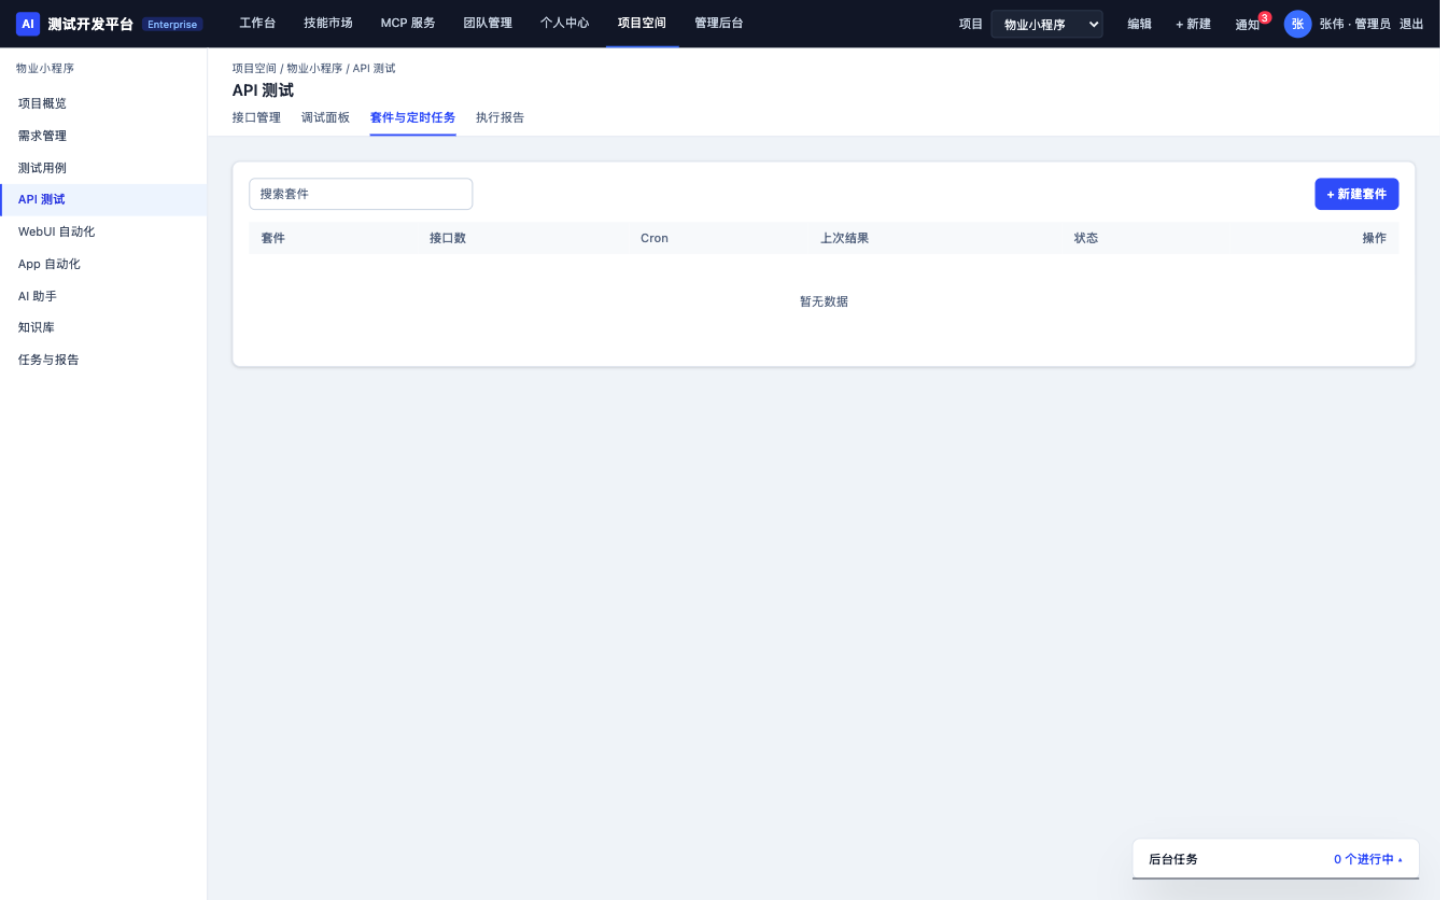 AI 测试开发平台 Enterprise 工作台 技能市场 MCP 服务 团队管理 个人中心 项目空间 管理后台 项目 物业小程序 编辑 + 新建 通知 3 张 张伟 · 管理员 退出
物业小程序
项目概览
需求管理
测试用例
API 测试
WebUI 自动化
App 自动化
AI 助手
知识库
任务与报告
项目空间 / 物业小程序 / API 测试
API 测试
接口管理 调试面板 套件与定时任务 执行报告
搜索套件 + 新建套件
套件 接口数 Cron 上次结果 状态 操作
暂无数据
后台任务 0 个进行中